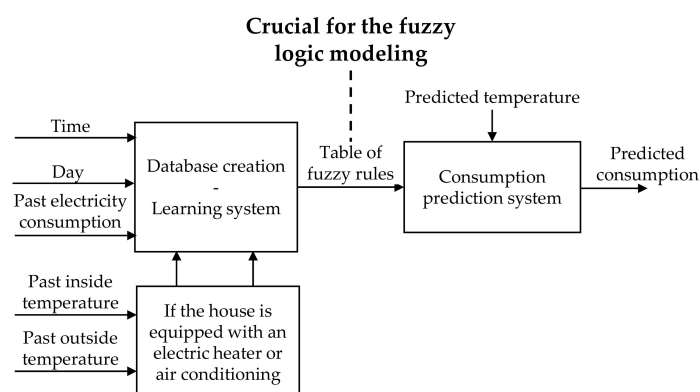 Crucial for the fuzzy
logic modeling
Predicted temperature
Time
Day
Past electricity
consumption
Database creation
-
Learning system
Table of
fuzzy rules
Consumption
prediction system
Predicted
consumption
Past inside
temperature
Past outside
temperature
If the house is
equipped with an
electric heater or
air conditioning